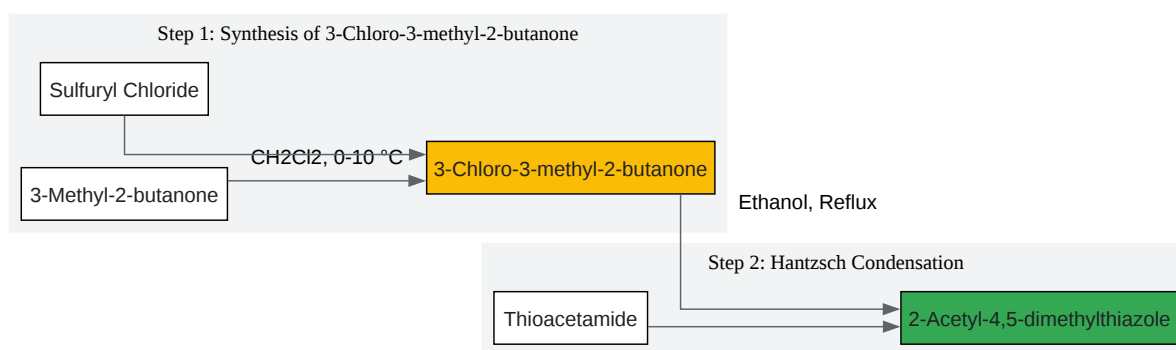 Step 1: Synthesis of 3-Chloro-3-methyl-2-butanone
Sulfuryl Chloride
CH2Cl2, 0-10 °C
3-Methyl-2-butanone
3-Chloro-3-methyl-2-butanone
Ethanol, Reflux
Step 2: Hantzsch Condensation
Thioacetamide
2-Acetyl-4,5-dimethylthiazole